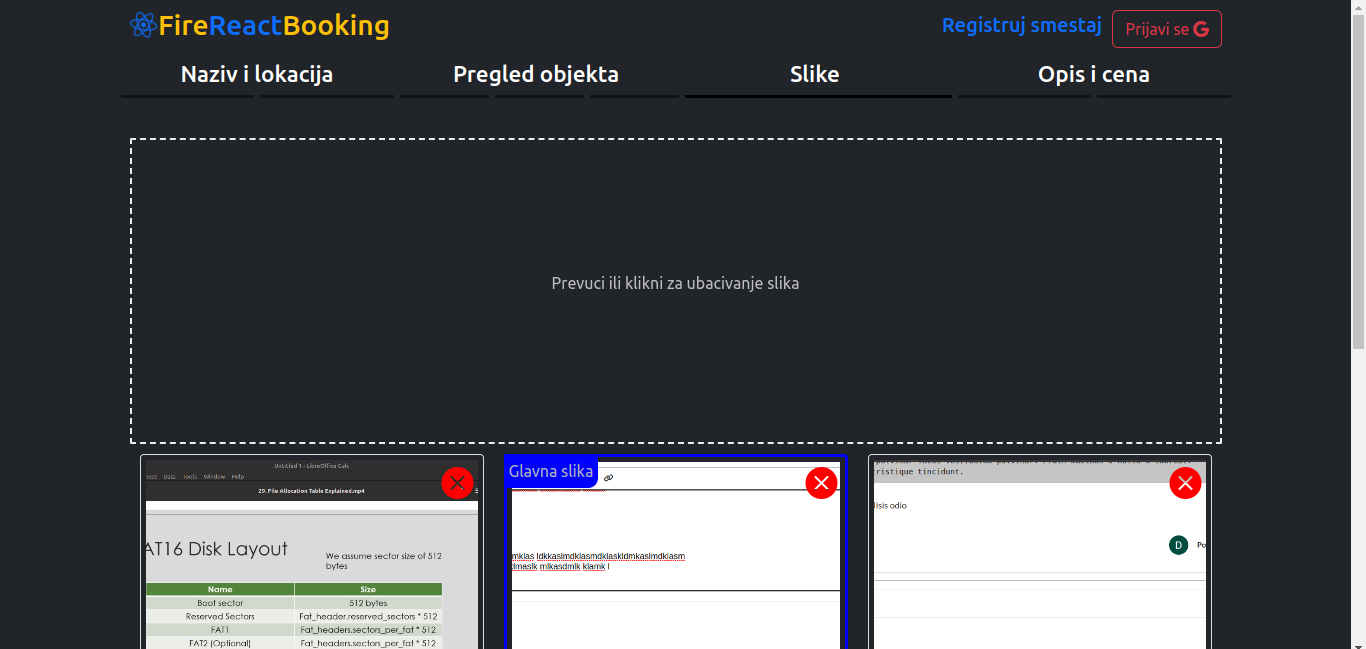 FireReactBooking
Registruj smestaj
Prijavi se
Naziv i lokacija
Pregled objekta
Slike
Opis i cena
Prevuci ili klikni za ubacivanje slika
Untitled 1 - LibreOffice Calc
Data Tools Window Help
29. File Allocation Table Explained.mp4
AT16 Disk Layout
We assume sector size of 512
bytes
Name Size
Boot sector 512 bytes
Reserved Sectors Fat_header.reserved_sectors * 512
FAT1 Fat_headers.sectors_per_fat * 512
FAT2 (Optional) Fat_headers.sectors_per_fat * 512
Glavna slika
mklas ldkkaslmdklasmdklaskldmkaslmdklasm
dmaslk mlkasdmlk klamk l
ristique tincidunt.
lisis odio
D
Po